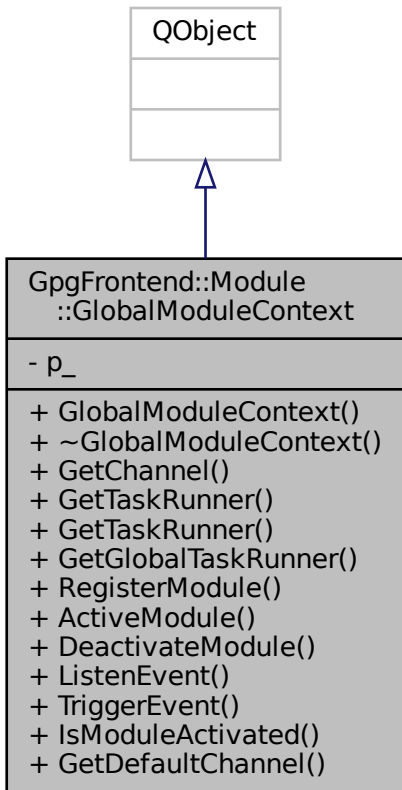 QObject
GpgFrontend::Module
::GlobalModuleContext
- p_
+ GlobalModuleContext()
+ ~GlobalModuleContext()
+ GetChannel()
+ GetTaskRunner()
+ GetTaskRunner()
+ GetGlobalTaskRunner()
+ RegisterModule()
+ ActiveModule()
+ DeactivateModule()
+ ListenEvent()
+ TriggerEvent()
+ IsModuleActivated()
+ GetDefaultChannel()